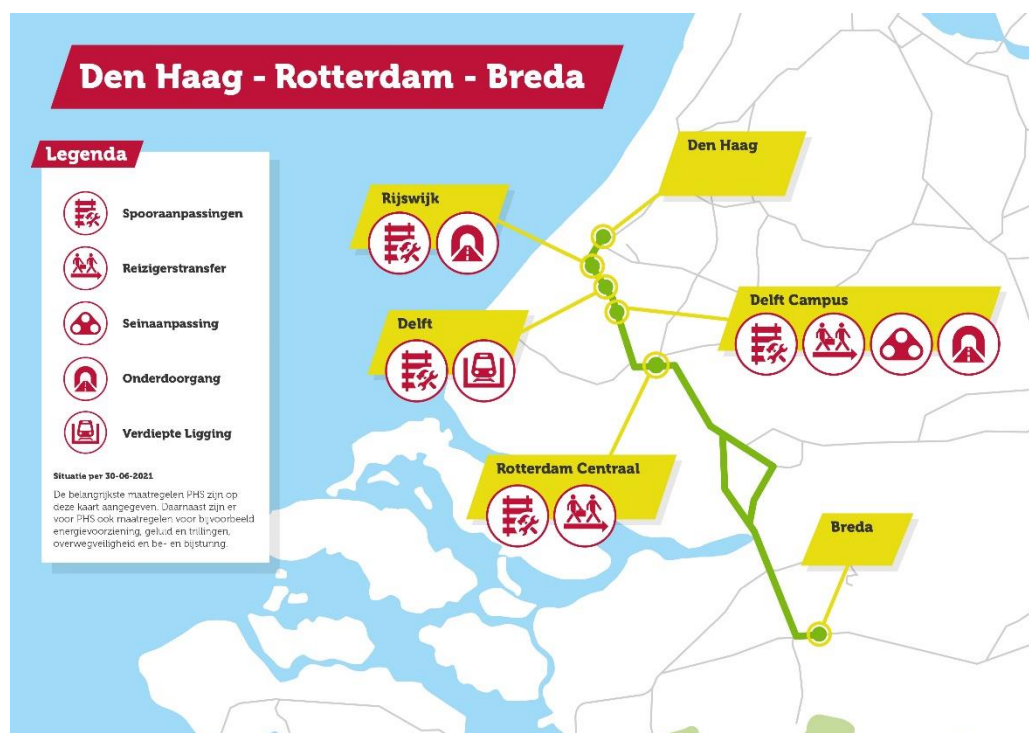 Den Haag - Rotterdam - Breda
Legenda
Spooraanpassingen
Reizigerstransfer
Seinaanpassing
Onderdoorgang
Verdiepte Ligging
Situatie per 30-06-2021
De belangrijkste maatregelen PHS zijn op
deze kaart aangegeven. Daarnaast zijn er
voor PHS ook maatregelen voor bijvoorbeeld
energievoorziening, geluid en trillingen,
overwegveiligheid en be- en bijsturing.
Den Haag
Rijswijk
Delft Campus
Delft
Rotterdam Centraal
Breda